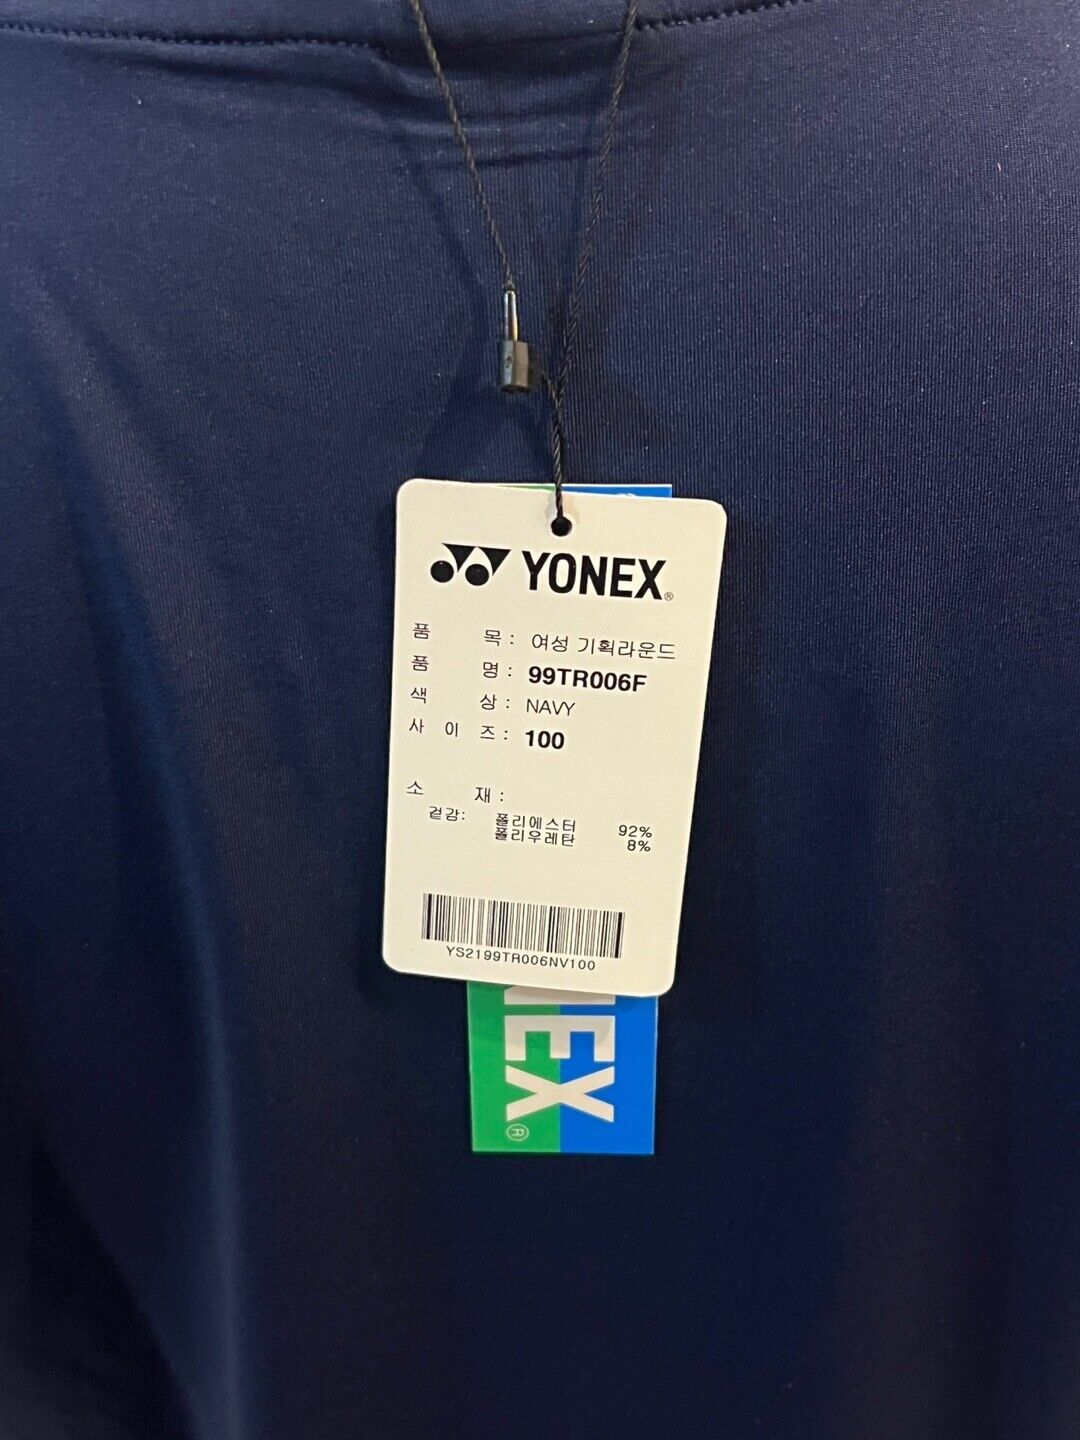 YONEX®
품 목 : 여성 기획라운드
품 명 : 99TR006F
색 상 : NAVY
사 이 즈 : 100
소 재 :
겉감: 폴리에스터 92%
폴리우레탄 8%
YS2199TR006NV100
NEX®